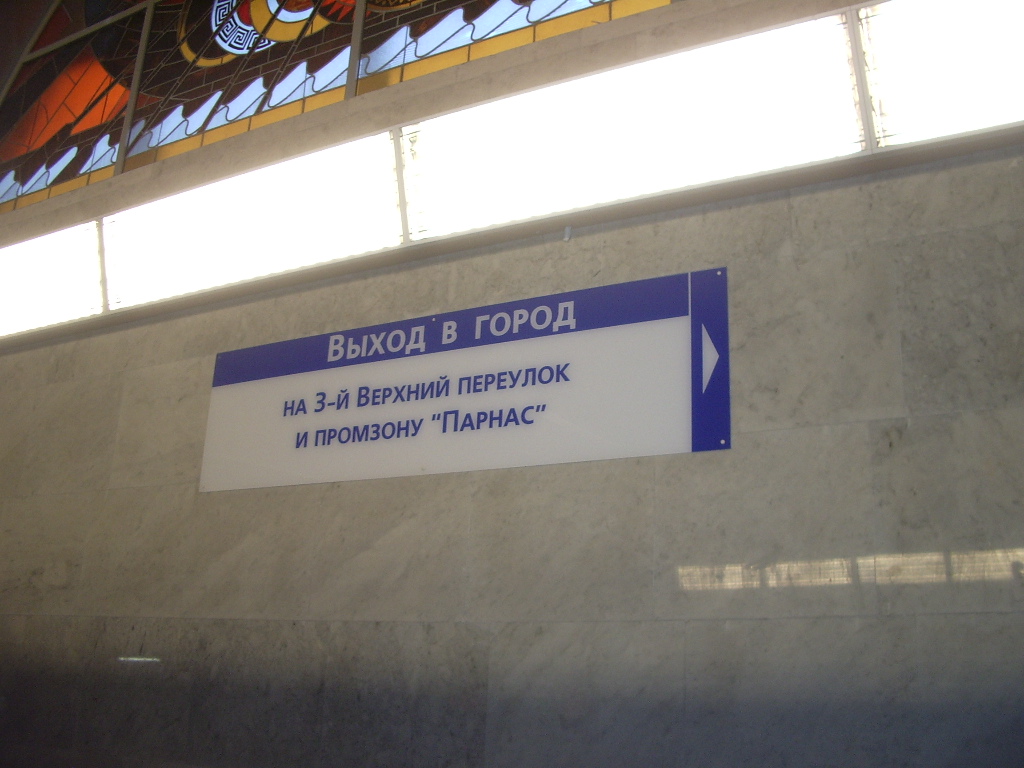 Выход в город
на 3-й Верхний переулок
и промзону "Парнас"